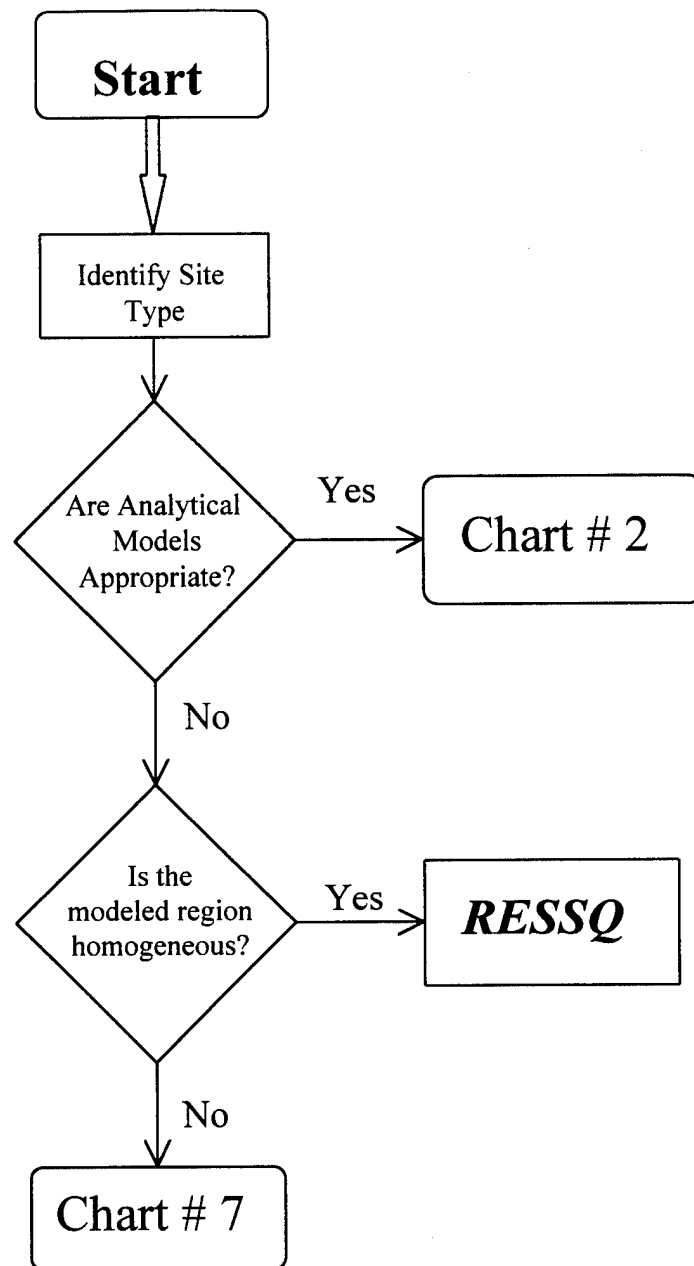 Start
Identify Site
Type
Are Analytical
Models
Appropriate?
Yes
Chart # 2
No
Is the
modeled region
homogeneous?
Yes
RESSQ
No
Chart # 7